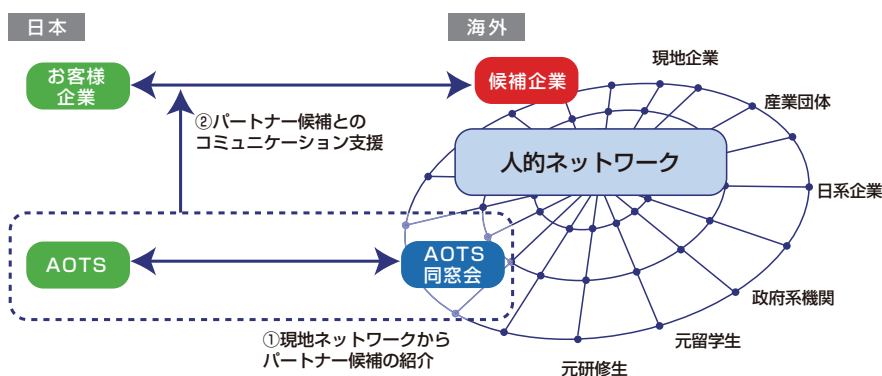 日本
海外
お客様
企業
候補企業
現地企業
産業団体
②パートナー候補との
コミュニケーション支援
人的ネットワーク
日系企業
AOTS
AOTS
同窓会
政府系機関
①現地ネットワークから
パートナー候補の紹介
元留学生
元研修生